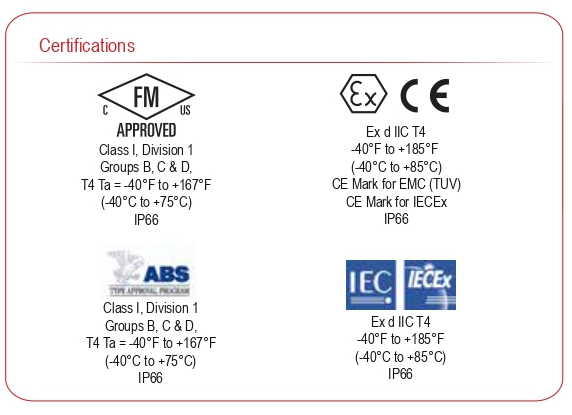 Certifications
FM
C US
APPROVED
Class I, Division 1
Groups B, C & D,
T4 Ta = -40°F to +167°F
(-40°C to +75°C)
IP66
Ex CE
Ex d IIC T4
-40°F to +185°F
(-40°C to +85°C)
CE Mark for EMC (TUV)
CE Mark for IECEx
IP66
ABS
TYPE APPROVAL PROGRAM
Class I, Division 1
Groups B, C & D,
T4 Ta = -40°F to +167°F
(-40°C to +75°C)
IP66
IEC IECEx
Ex d IIC T4
-40°F to +185°F
(-40°C to +85°C)
IP66